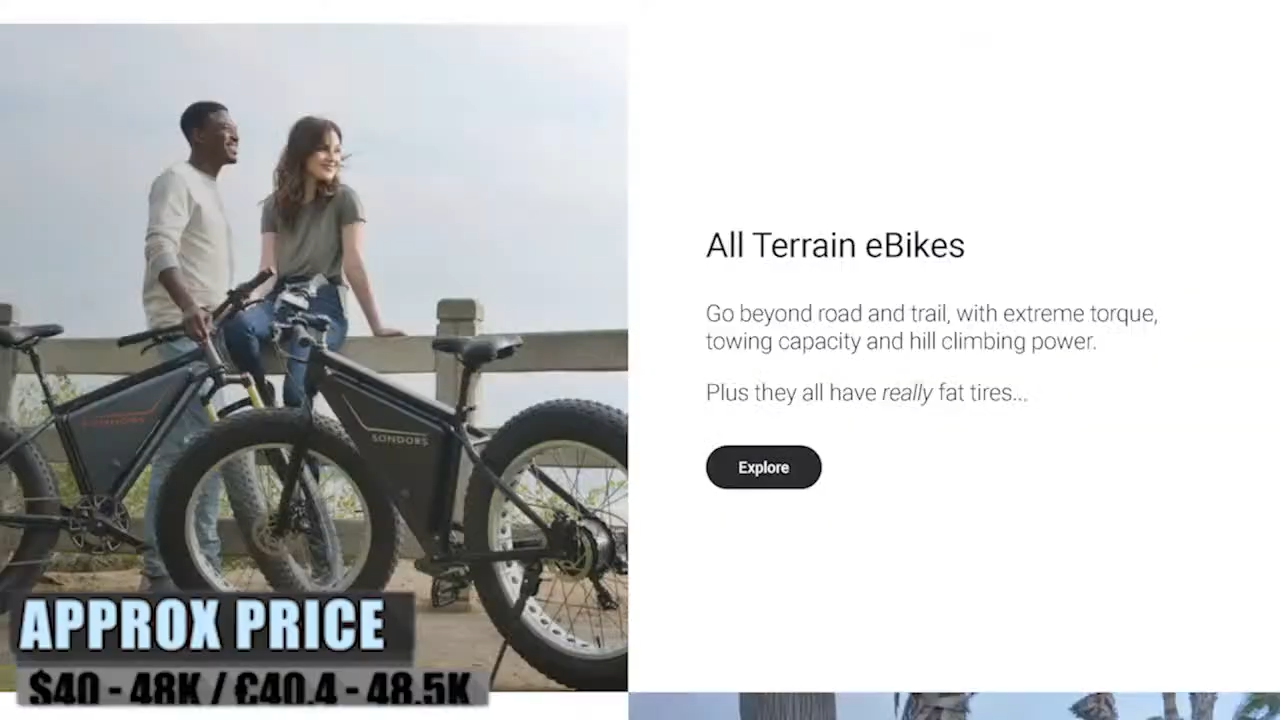 All Terrain eBikes
Go beyond road and trail, with extreme torque,
towing capacity and hill climbing power.
Plus they all have really fat tires...
Explore
SONDORS
SONDORS
APPROX PRICE
$40 - 48K / €40.4 - 48.5K